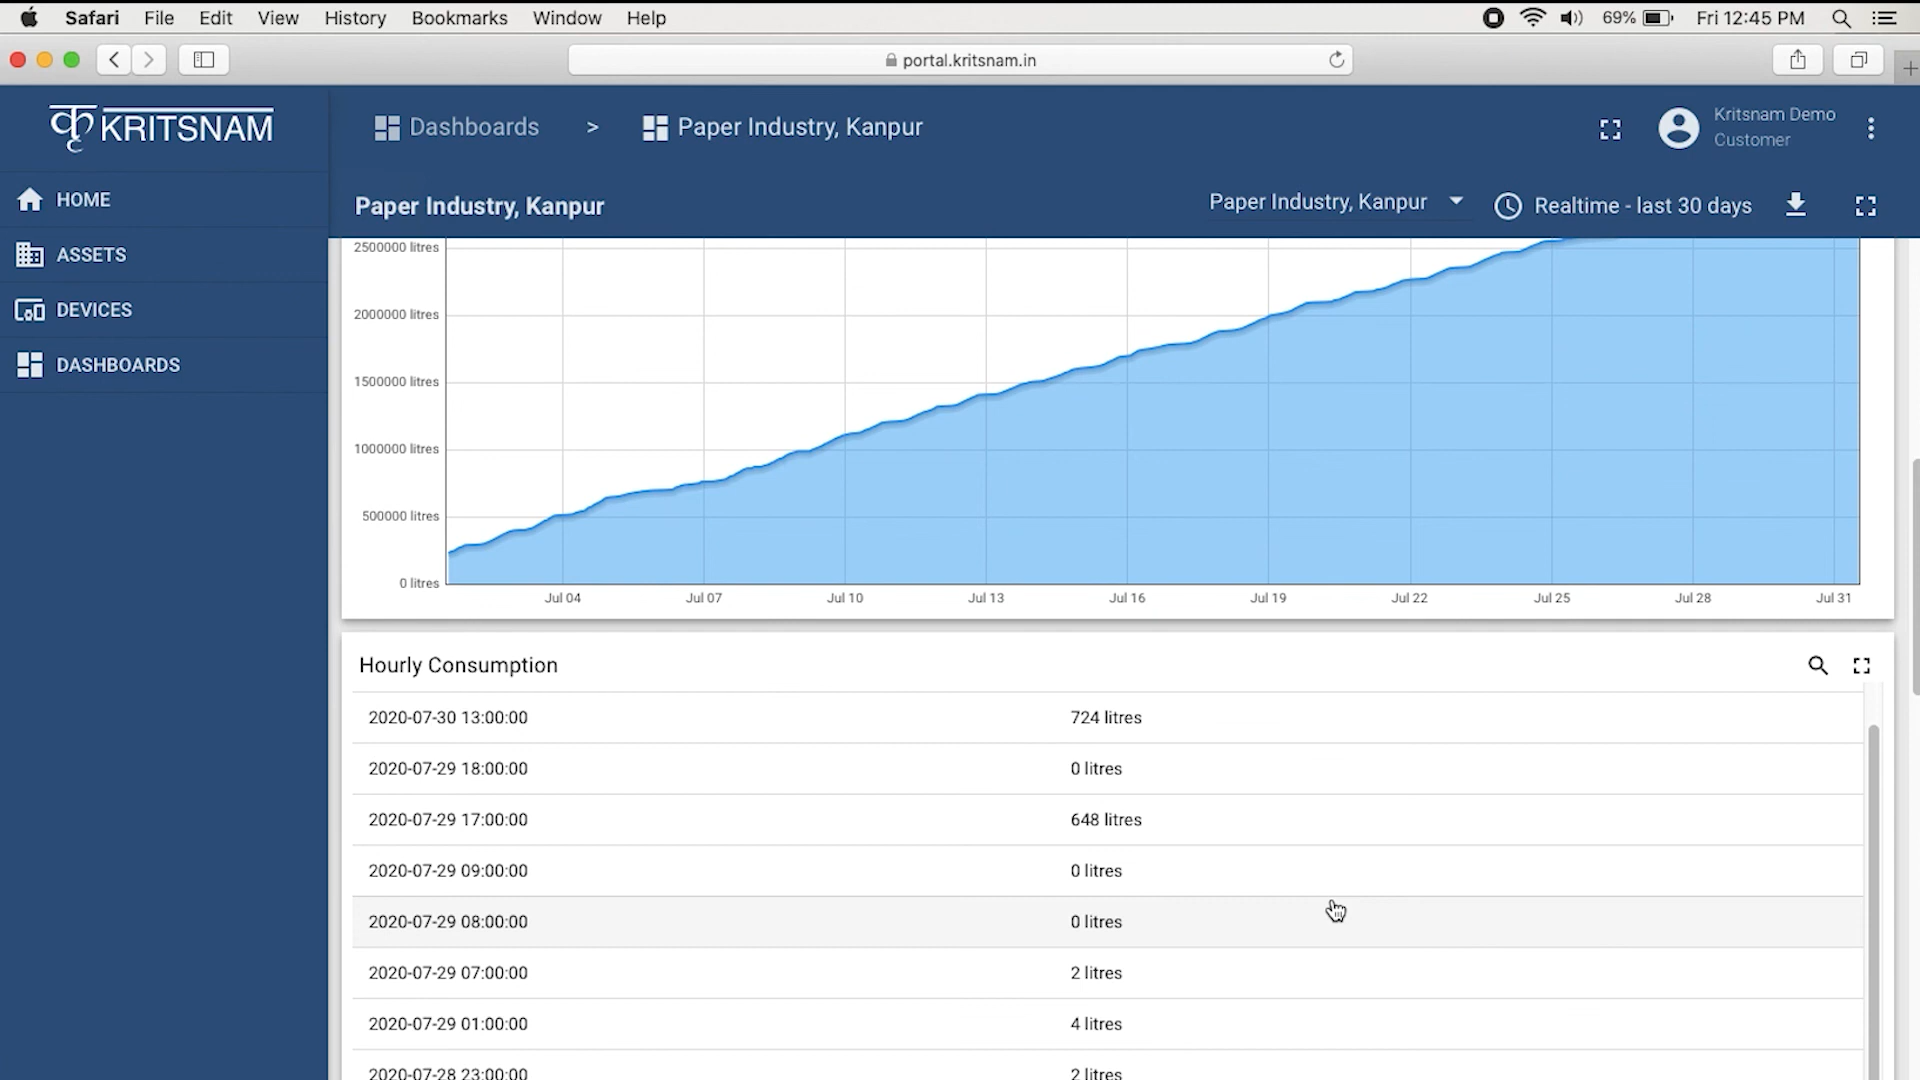 Safari File Edit View History Bookmarks Window Help 69% Fri 12:45 PM
portal.kritsnam.in
कृ KRITSNAM
Dashboards > Paper Industry, Kanpur
Kritsnam Demo
Customer
HOME
ASSETS
DEVICES
DASHBOARDS
Paper Industry, Kanpur
Paper Industry, Kanpur
Realtime - last 30 days
2500000 litres
2000000 litres
1500000 litres
1000000 litres
500000 litres
0 litres
Jul 04 Jul 07 Jul 10 Jul 13 Jul 16 Jul 19 Jul 22 Jul 25 Jul 28 Jul 31
Hourly Consumption
2020-07-30 13:00:00 724 litres
2020-07-29 18:00:00 0 litres
2020-07-29 17:00:00 648 litres
2020-07-29 09:00:00 0 litres
2020-07-29 08:00:00 0 litres
2020-07-29 07:00:00 2 litres
2020-07-29 01:00:00 4 litres
2020-07-28 23:00:00 2 litres